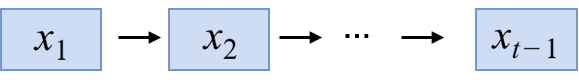 x₁ → x₂ → ⋯ → xₜ₋₁